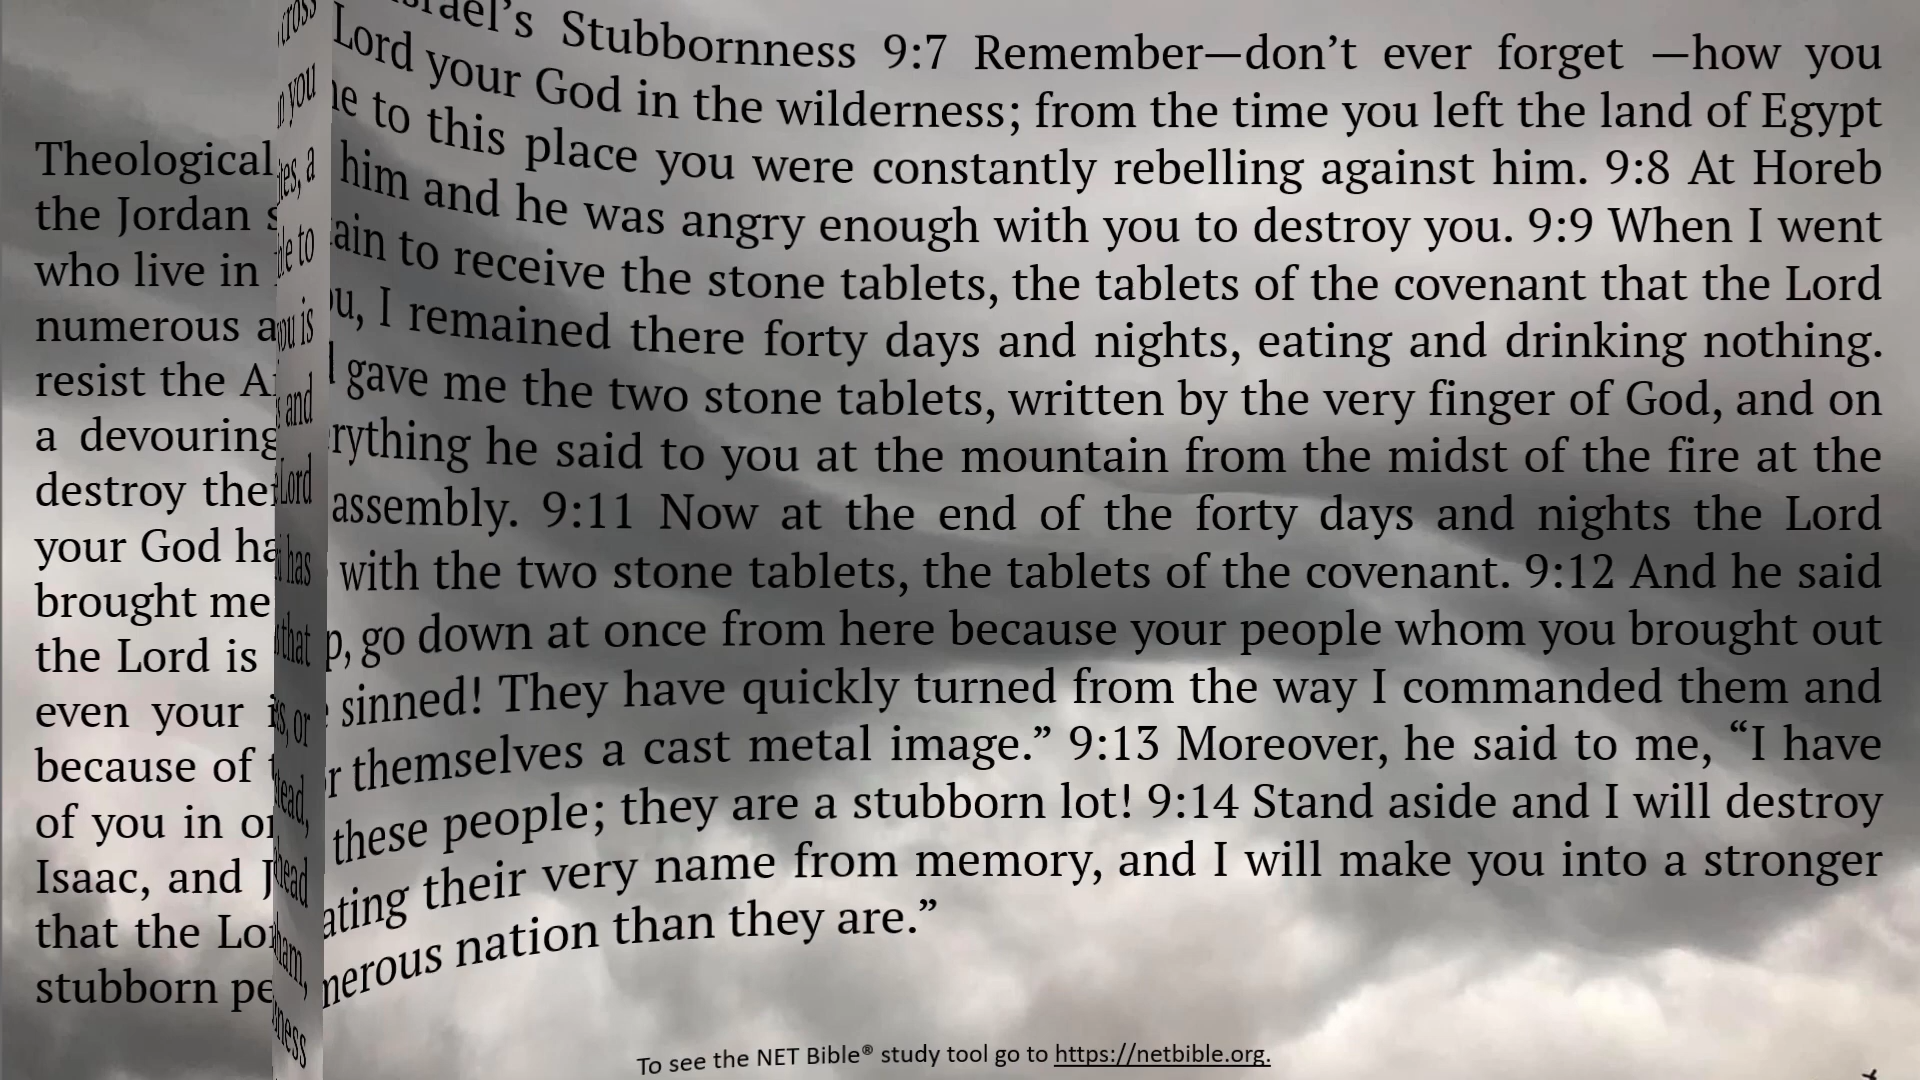 Theological
the Jordan
who live in
numerous
resist the
a devouring
destroy
your God
brought me
the Lord is
even your
because of
of you in
Isaac, and
that the
stubborn
you
a
to
is
and
Lord
has
that
or
Stubbornness 9:7 Remember—don’t ever forget —how you
Lord your God in the wilderness; from the time you left the land of Egypt
to this place you were constantly rebelling against him. 9:8 At Horeb
him and he was angry enough with you to destroy you. 9:9 When I went
to receive the stone tablets, the tablets of the covenant that the Lord
I remained there forty days and nights, eating and drinking nothing.
gave me the two stone tablets, written by the very finger of God, and on
he said to you at the mountain from the midst of the fire at the
assembly. 9:11 Now at the end of the forty days and nights the Lord
with the two stone tablets, the tablets of the covenant. 9:12 And he said
go down at once from here because your people whom you brought out
sinned! They have quickly turned from the way I commanded them and
themselves a cast metal image.” 9:13 Moreover, he said to me, “I have
these people; they are a stubborn lot! 9:14 Stand aside and I will destroy
their very name from memory, and I will make you into a stronger
nation than they are.”
To see the NET Bible® study tool go to https://netbible.org.